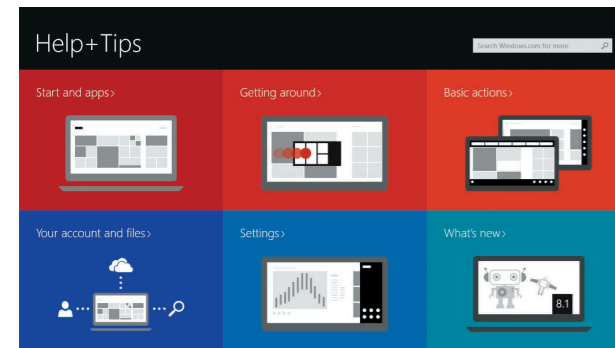 Help+Tips
Search Windows.com for more
Start and apps>
Getting around>
Basic actions>
Your account and files>
Settings>
What's new>
8.1